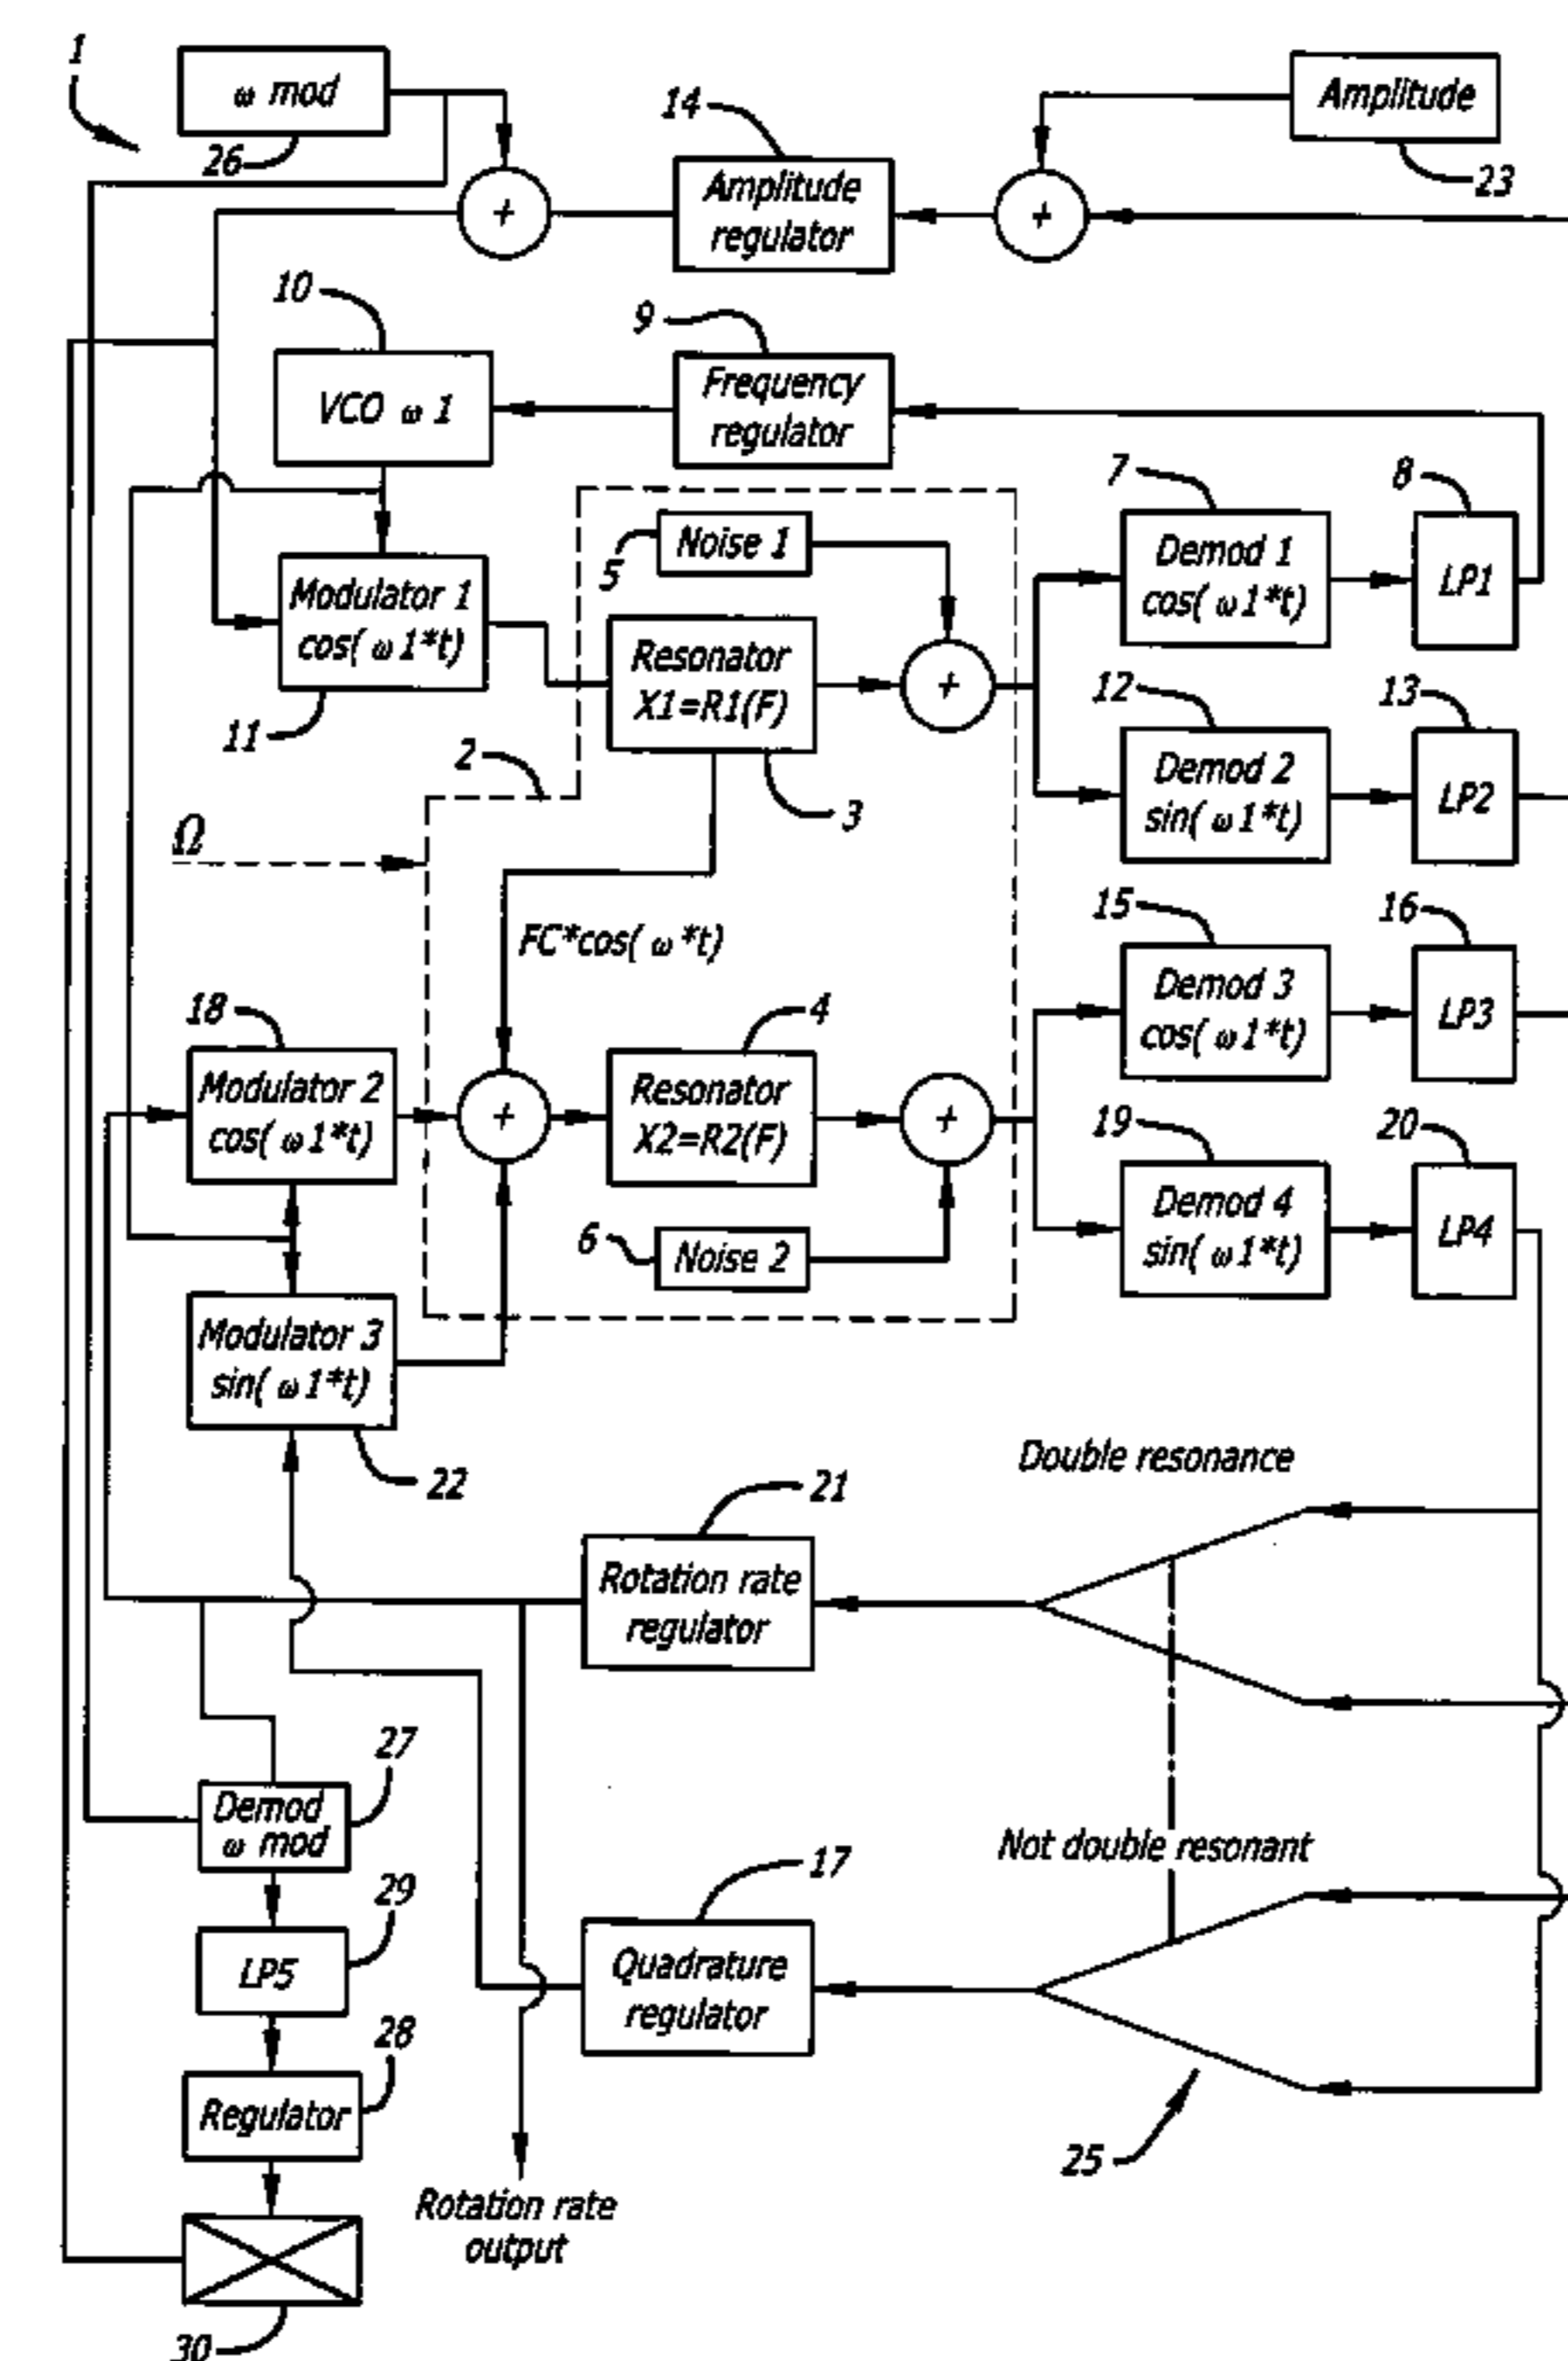 1
ω mod
26
14
Amplitude
regulator
+
+
Amplitude
23
10
VCO ω 1
9
Frequency
regulator
7
Demod 1
cos( ω1*t)
8
LP1
5
Noise 1
Modulator 1
cos( ω1*t)
11
Resonator
X1=R1(F)
3
+
2
12
Demod 2
sin( ω1*t)
13
LP2
Ω
FC*cos( ω*t)
15
Demod 3
cos( ω1*t)
16
LP3
18
Modulator 2
cos( ω1*t)
+
4
Resonator
X2=R2(F)
+
19
Demod 4
sin( ω1*t)
20
LP4
6
Noise 2
Modulator 3
sin( ω1*t)
22
Double resonance
21
Rotation rate
regulator
27
Demod
ω mod
Not double resonant
17
Quadrature
regulator
29
LP5
28
Regulator
25
Rotation rate
output
30